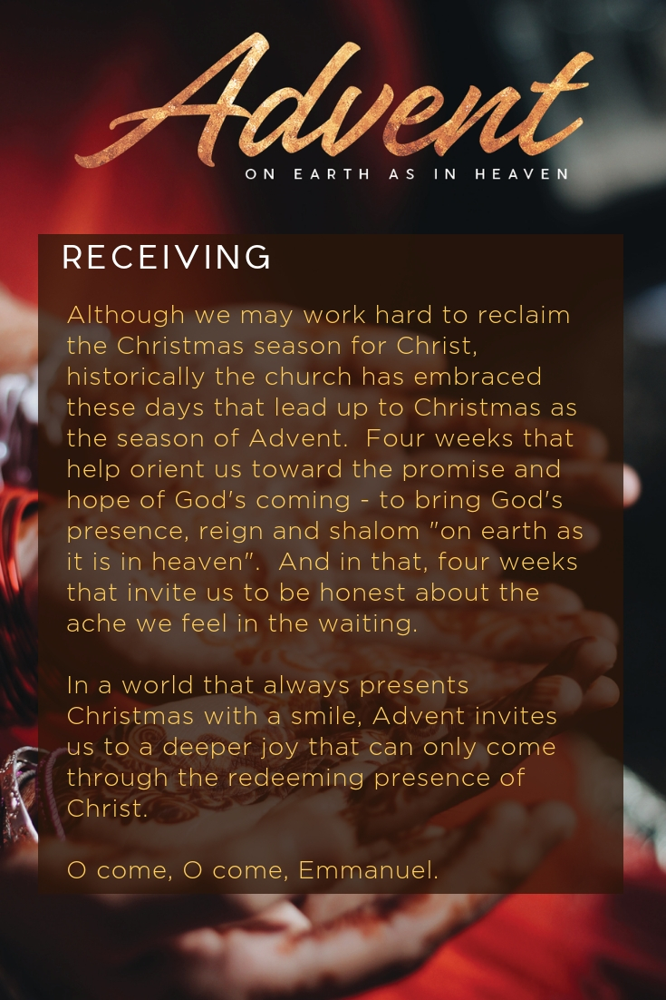 Advent
ON EARTH AS IN HEAVEN
RECEIVING
Although we may work hard to reclaim
the Christmas season for Christ,
historically the church has embraced
these days that lead up to Christmas as
the season of Advent.  Four weeks that
help orient us toward the promise and
hope of God's coming - to bring God's
presence, reign and shalom "on earth as
it is in heaven".  And in that, four weeks
that invite us to be honest about the
ache we feel in the waiting.
In a world that always presents
Christmas with a smile, Advent invites
us to a deeper joy that can only come
through the redeeming presence of
Christ.
O come, O come, Emmanuel.